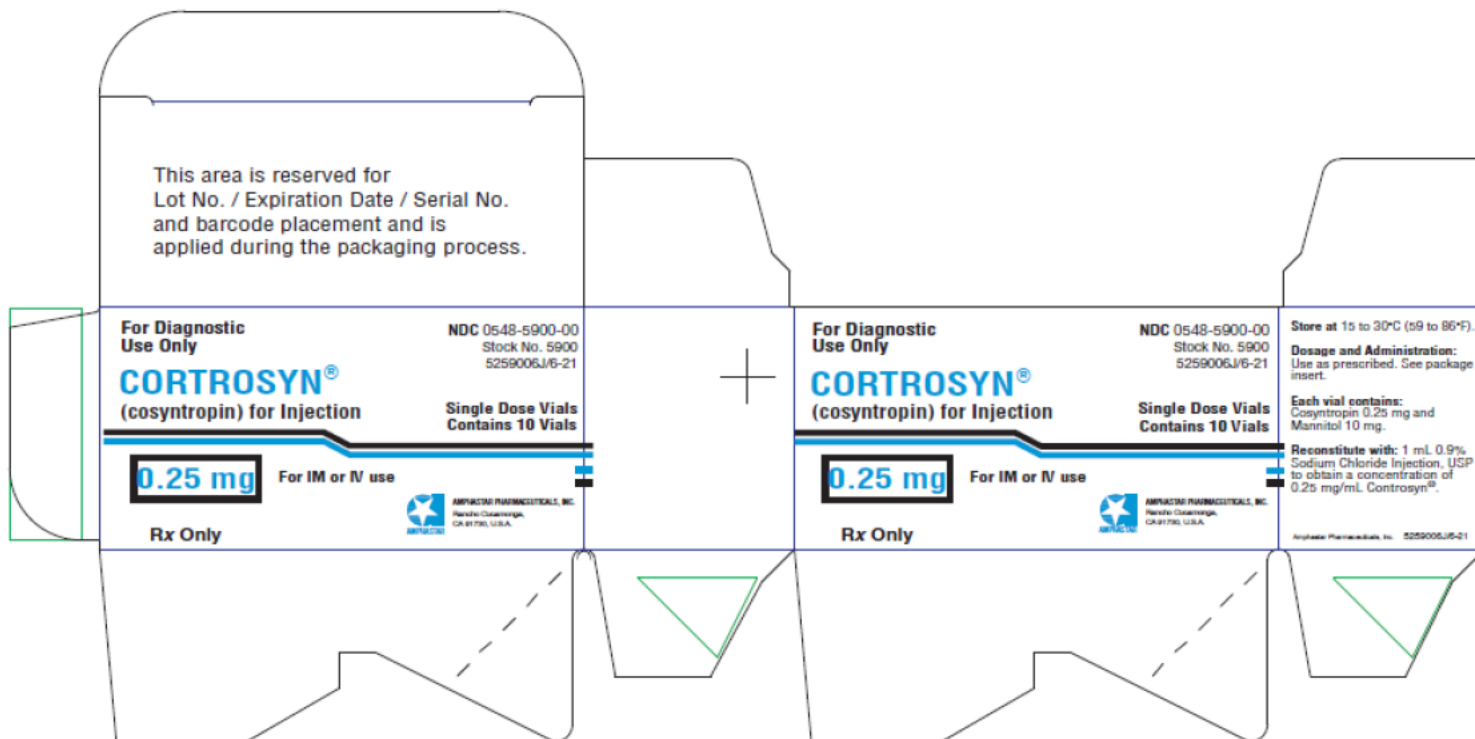 This area is reserved for
Lot No. / Expiration Date / Serial No.
and barcode placement and is
applied during the packaging process.
For Diagnostic
Use Only
NDC 0548-5900-00
Stock No. 5900
5259006J/6-21
CORTROSYN®
(cosyntropin) for Injection
Single Dose Vials
Contains 10 Vials
0.25 mg
For IM or IV use
AMPHASTAR
AMPHASTAR PHARMACEUTICALS, INC.
Rancho Cucamonga,
CA 91730, U.S.A.
Rx Only
For Diagnostic
Use Only
NDC 0548-5900-00
Stock No. 5900
5259006J/6-21
CORTROSYN®
(cosyntropin) for Injection
Single Dose Vials
Contains 10 Vials
0.25 mg
For IM or IV use
AMPHASTAR
AMPHASTAR PHARMACEUTICALS, INC.
Rancho Cucamonga,
CA 91730, U.S.A.
Rx Only
Store at 15 to 30°C (59 to 86°F).
Dosage and Administration:
Use as prescribed. See package
insert.
Each vial contains:
Cosyntropin 0.25 mg and
Mannitol 10 mg.
Reconstitute with: 1 mL 0.9%
Sodium Chloride Injection, USP
to obtain a concentration of
0.25 mg/mL Controsyn®.
Amphastar Pharmaceuticals, Inc. 5259006J/6-21